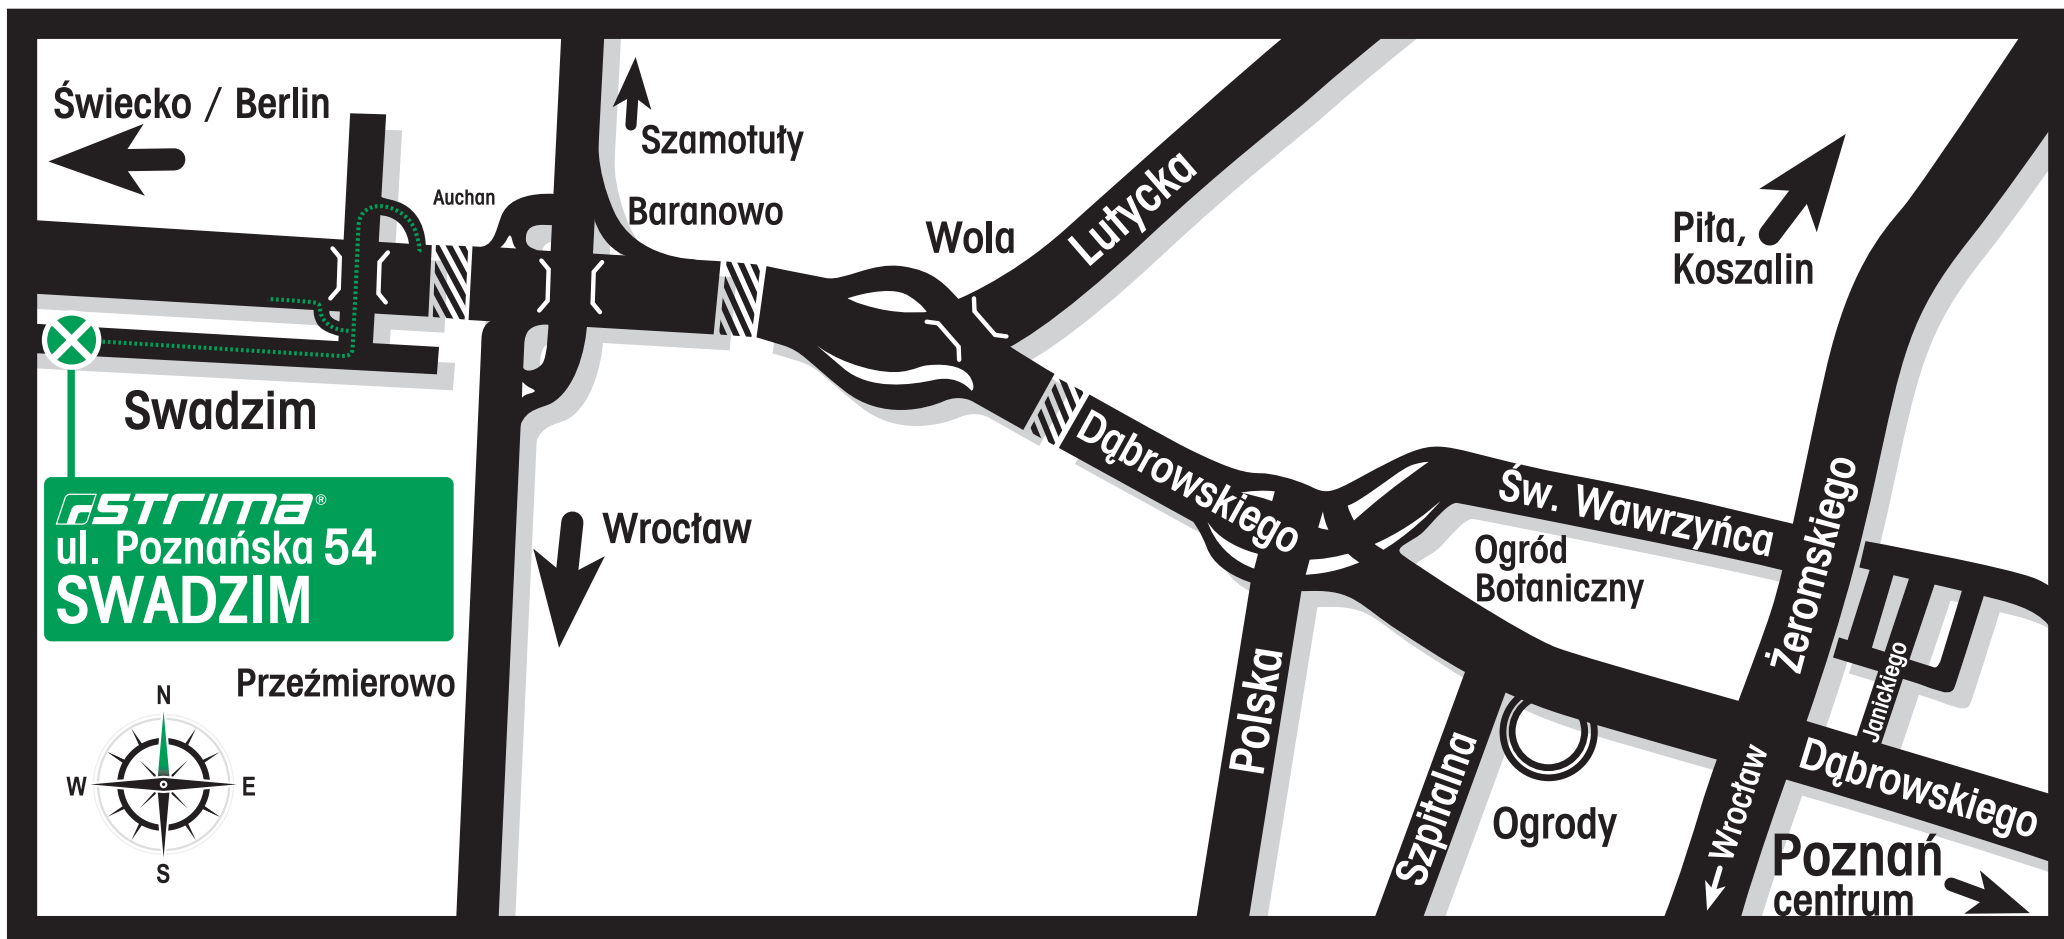 Świecko / Berlin
Szamotuły
Auchan
Baranowo
Wola
Lutycka
Piła,
Koszalin
Swadzim
STRIMA®
ul. Poznańska 54
SWADZIM
Wrocław
Dąbrowskiego
Św. Wawrzyńca
Ogród
Botaniczny
Żeromskiego
Janickiego
Przeźmierowo
Polska
Szpitalna
Ogrody
Wrocław
Dąbrowskiego
Poznań
centrum
N
W
E
S